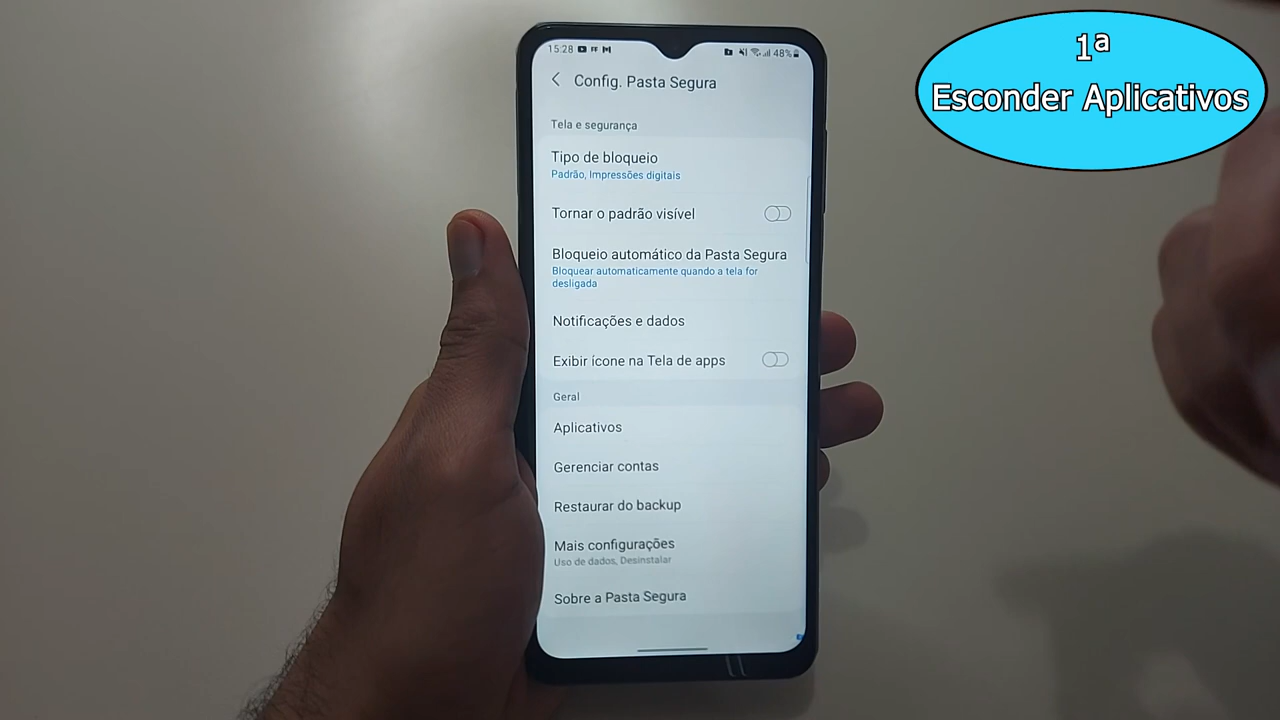 1ª
Esconder Aplicativos
15:28
48%
Config. Pasta Segura
Tela e segurança
Tipo de bloqueio
Padrão, Impressões digitais
Tornar o padrão visível
Bloqueio automático da Pasta Segura
Bloquear automaticamente quando a tela for
desligada
Notificações e dados
Exibir ícone na Tela de apps
Geral
Aplicativos
Gerenciar contas
Restaurar do backup
Mais configurações
Uso de dados, Desinstalar
Sobre a Pasta Segura